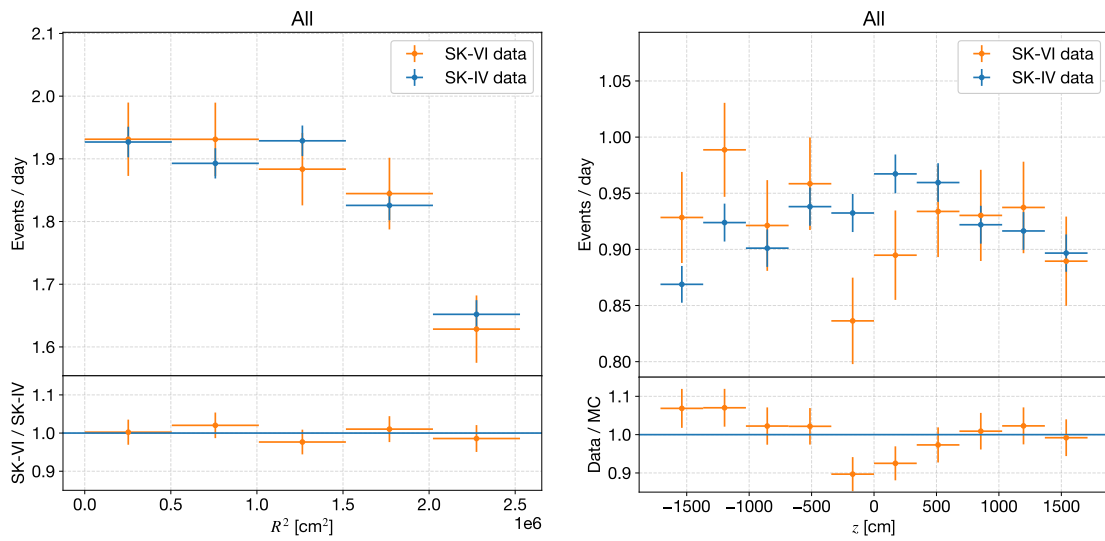 All
2.1
2.0
1.9
1.8
1.7
1.6
Events / day
SK-VI data
SK-IV data
1.1
1.0
0.9
SK-VI / SK-IV
0.0 0.5 1.0 1.5 2.0 2.5
1e6
R² [cm²]
All
1.05
1.00
0.95
0.90
0.85
0.80
Events / day
SK-VI data
SK-IV data
1.1
1.0
0.9
Data / MC
−1500 −1000 −500 0 500 1000 1500
z [cm]